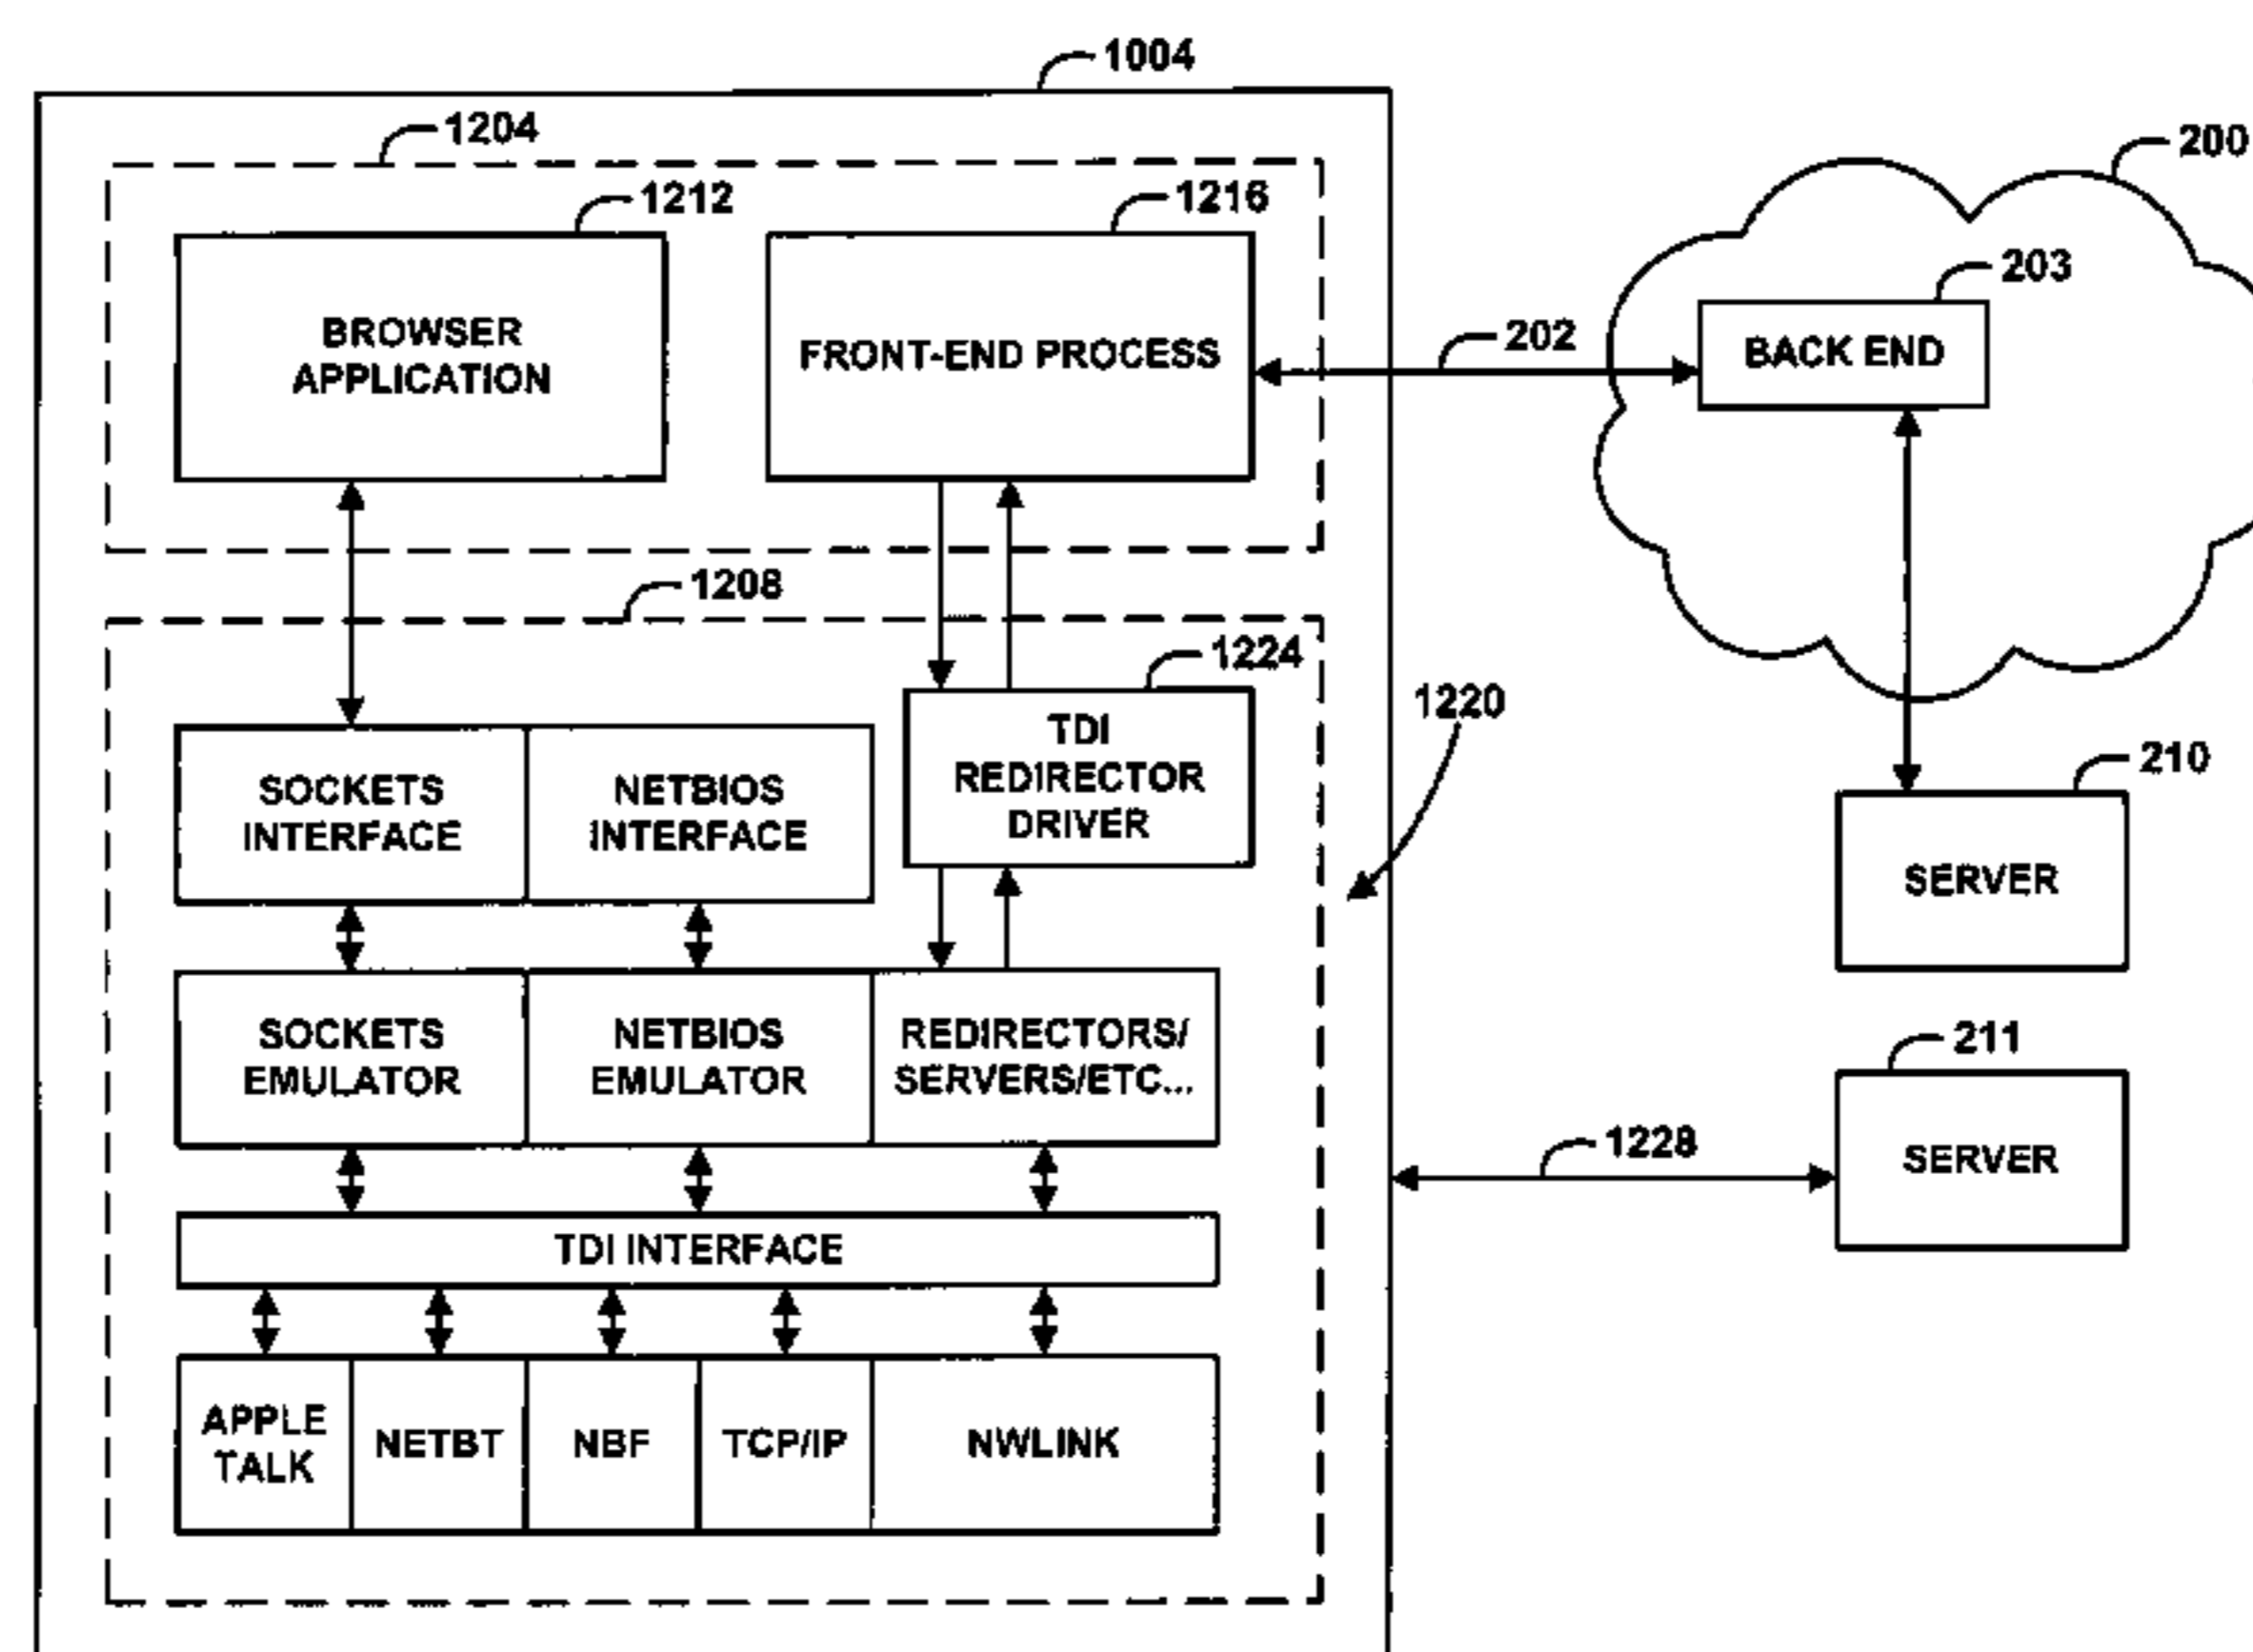 1004
1204
200
1212
1216
203
BROWSER
APPLICATION
FRONT-END PROCESS
202
BACK END
1208
1224
1220
TDI
REDIRECTOR
DRIVER
SOCKETS
INTERFACE
NETBIOS
INTERFACE
210
SERVER
SOCKETS
EMULATOR
NETBIOS
EMULATOR
REDIRECTORS/
SERVERS/ETC...
211
SERVER
1228
TDI INTERFACE
APPLE
TALK
NETBT
NBF
TCP/IP
NWLINK